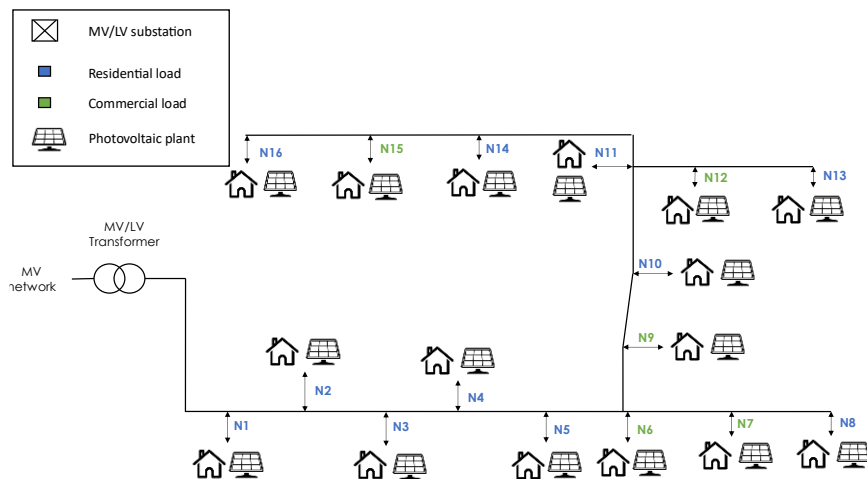 MV/LV substation
Residential load
Commercial load
Photovoltaic plant
N16
N15
N14
N11
N12
N13
MV/LV
Transformer
MV
network
N10
N9
N2
N4
N1
N3
N5
N6
N7
N8